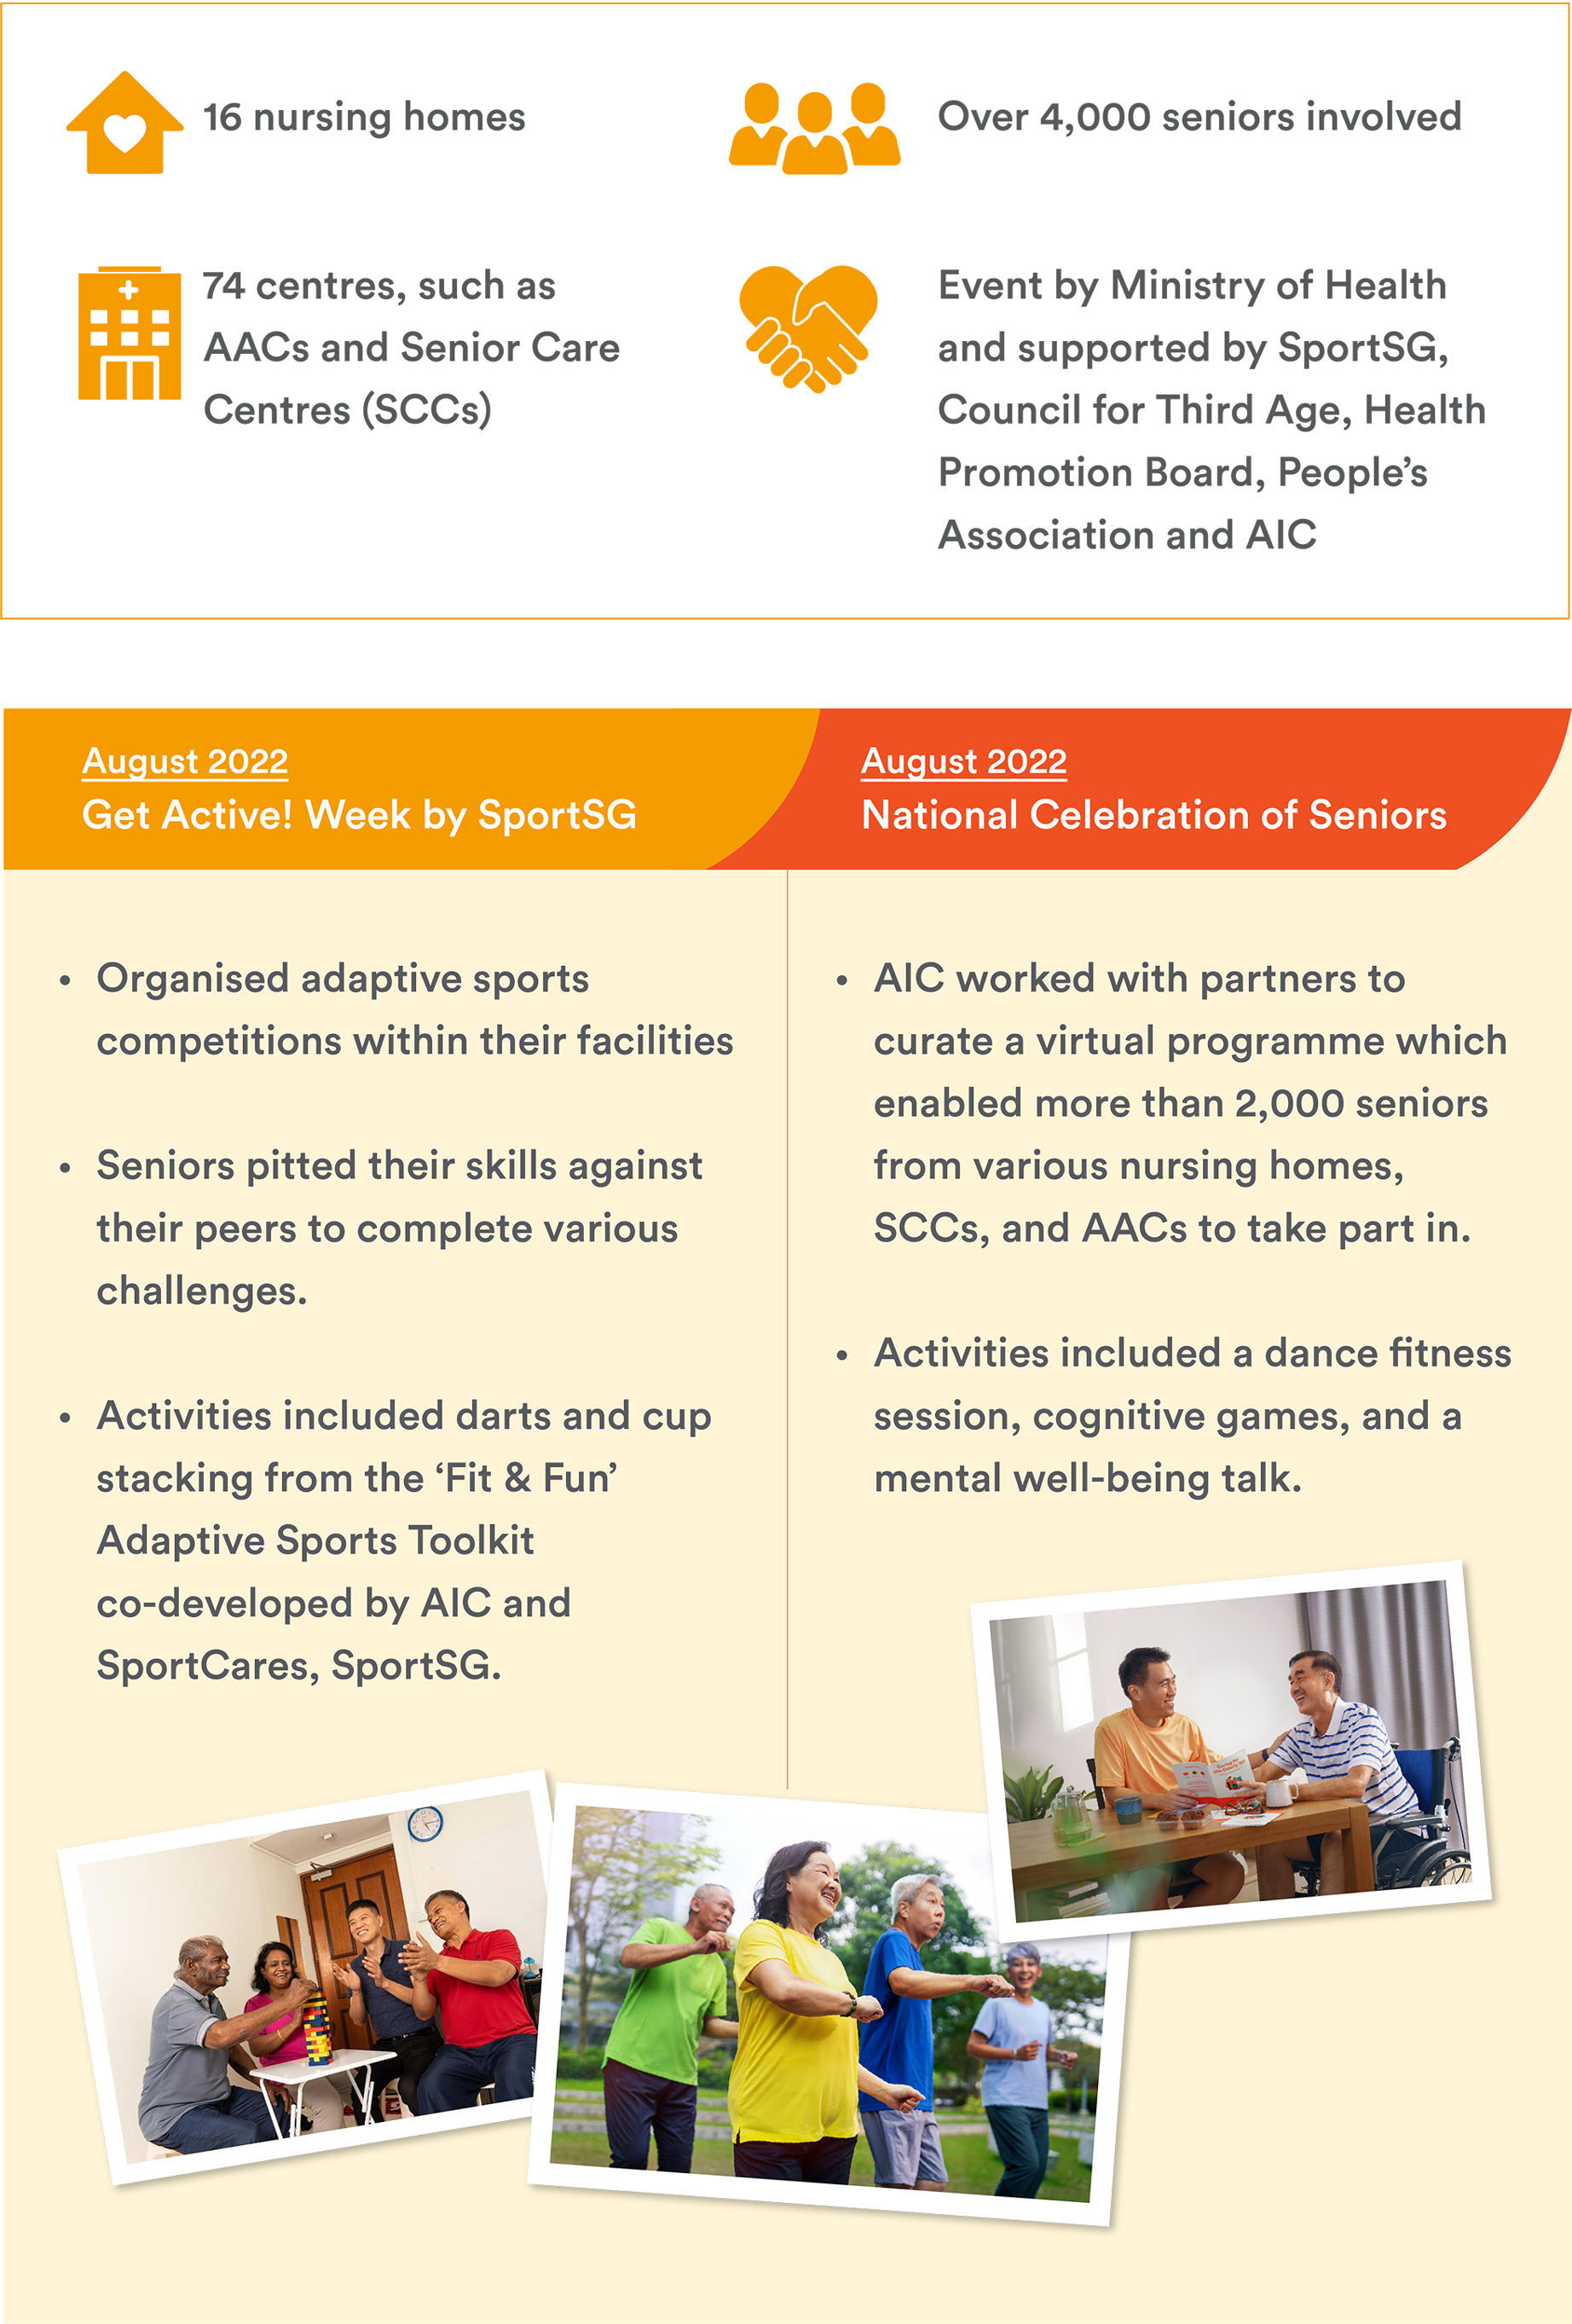 16 nursing homes
Over 4,000 seniors involved
74 centres, such as
AACs and Senior Care
Centres (SCCs)
Event by Ministry of Health
and supported by SportSG,
Council for Third Age, Health
Promotion Board, People’s
Association and AIC
August 2022
Get Active! Week by SportSG
• Organised adaptive sports
competitions within their facilities
• Seniors pitted their skills against
their peers to complete various
challenges.
• Activities included darts and cup
stacking from the ‘Fit & Fun’
Adaptive Sports Toolkit
co-developed by AIC and
SportCares, SportSG.
August 2022
National Celebration of Seniors
• AIC worked with partners to
curate a virtual programme which
enabled more than 2,000 seniors
from various nursing homes,
SCCs, and AACs to take part in.
• Activities included a dance fitness
session, cognitive games, and a
mental well-being talk.
Caring for